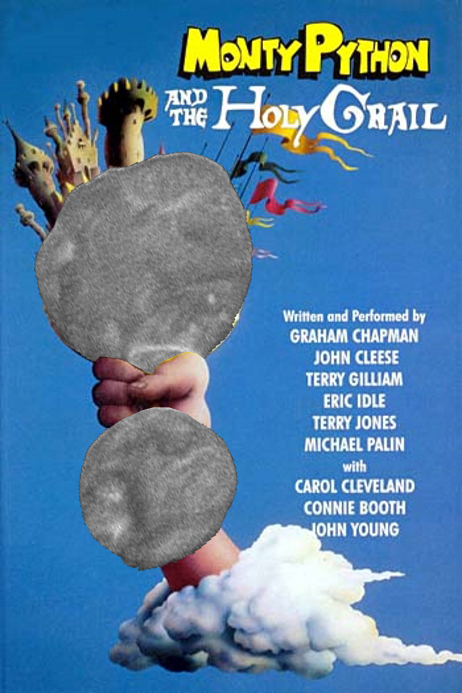 MONTY PYTHON
AND THE HOLY GRAIL
Written and Performed by
GRAHAM CHAPMAN
JOHN CLEESE
TERRY GILLIAM
ERIC IDLE
TERRY JONES
MICHAEL PALIN
with
CAROL CLEVELAND
CONNIE BOOTH
JOHN YOUNG